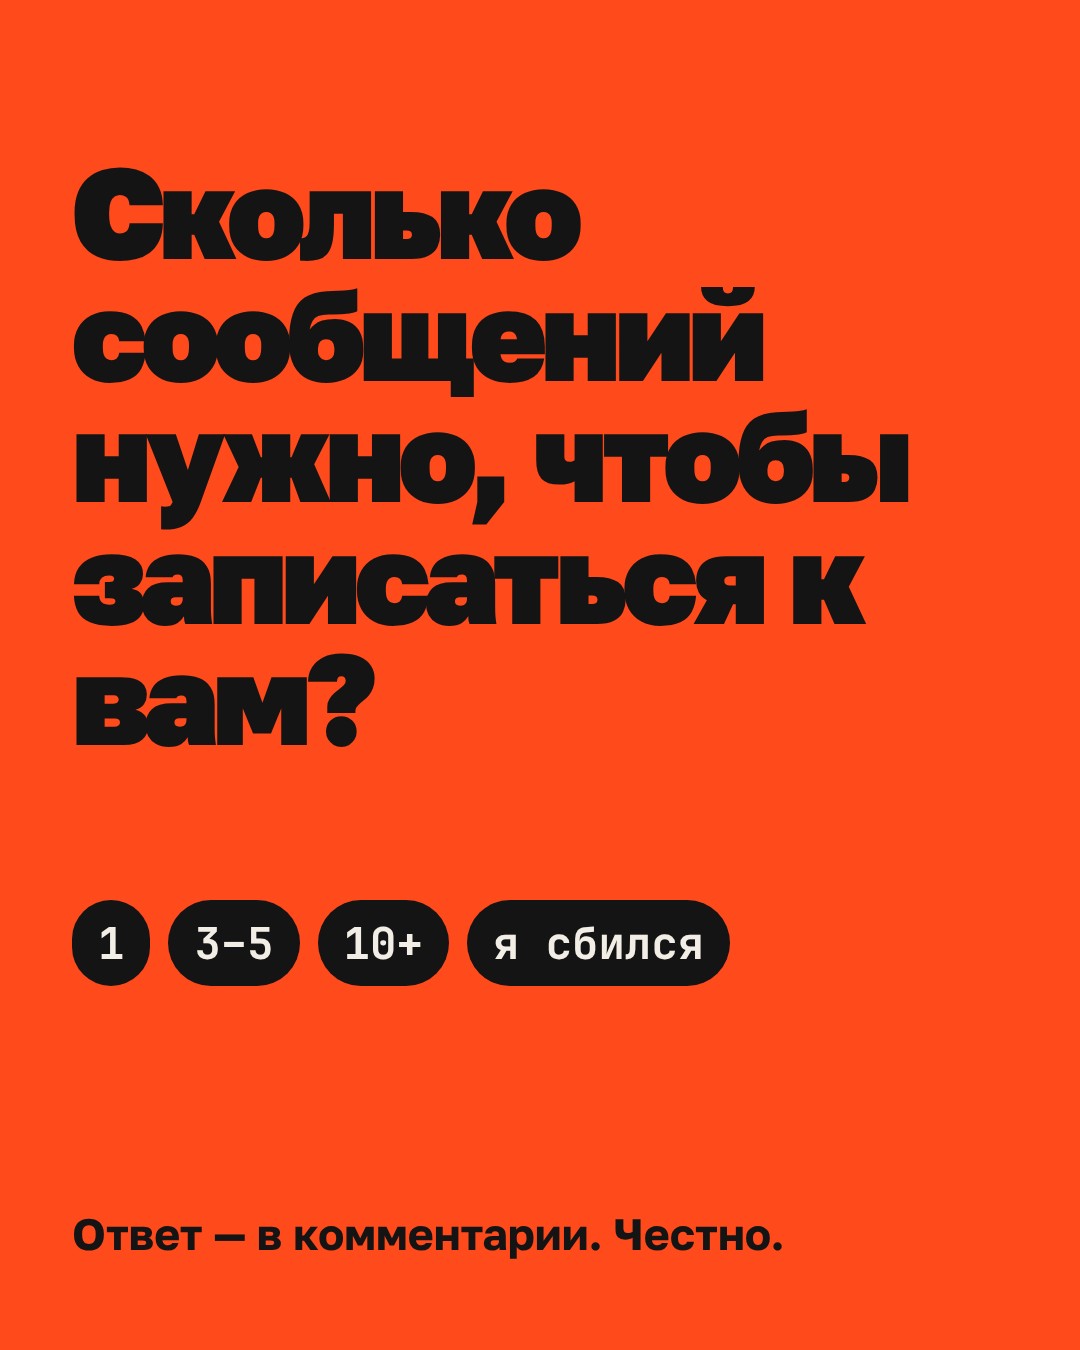 Сколько
сообщений
нужно, чтобы
записаться к
вам?
1 3–5 10+ я сбился
Ответ — в комментарии. Честно.